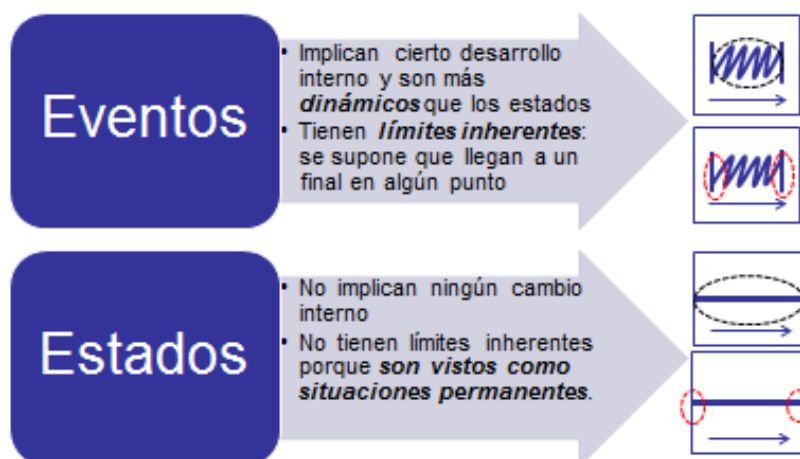 Eventos
• Implican cierto desarrollo
interno y son más
dinámicos que los estados
• Tienen límites inherentes:
se supone que llegan a un
final en algún punto
Estados
• No implican ningún cambio
interno
• No tienen límites inherentes
porque son vistos como
situaciones permanentes.